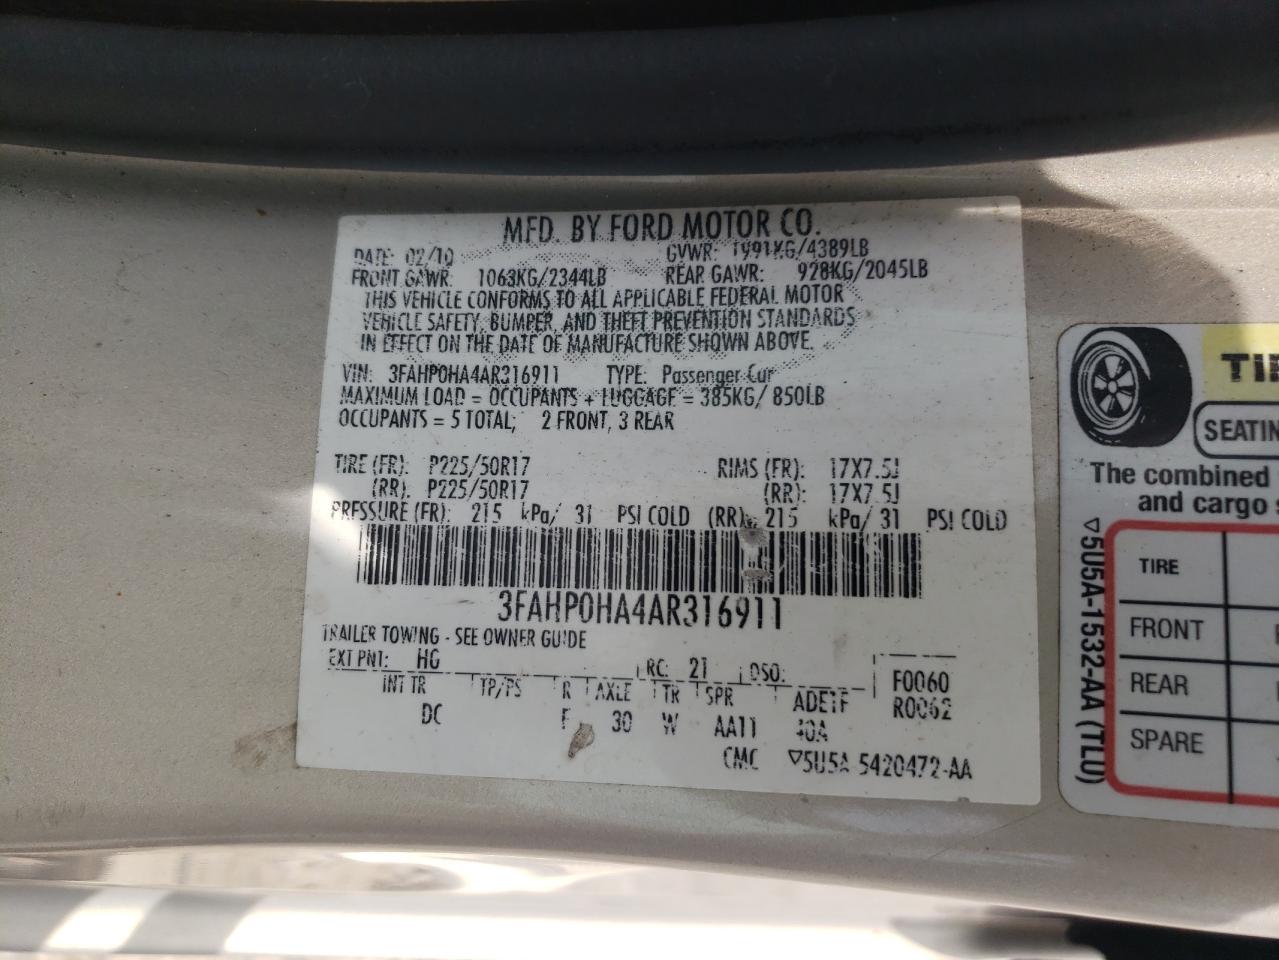 MFD. BY FORD MOTOR CO.
DATE: 02/10 GVWR: 1991KG/4389LB
FRONT GAWR: 1063KG/2344LB REAR GAWR: 928KG/2045LB
THIS VEHICLE CONFORMS TO ALL APPLICABLE FEDERAL MOTOR
VEHICLE SAFETY, BUMPER, AND THEFT PREVENTION STANDARDS
IN EFFECT ON THE DATE OF MANUFACTURE SHOWN ABOVE.
VIN: 3FAHP0HA4AR316911 TYPE: Passenger Car
MAXIMUM LOAD = OCCUPANTS + LUGGAGE = 385KG/ 850LB
OCCUPANTS = 5 TOTAL; 2 FRONT, 3 REAR
TIRE (FR): P225/50R17 RIMS (FR): 17X7.5J
(RR): P225/50R17 (RR): 17X7.5J
PRESSURE (FR): 215 kPa/ 31 PSI COLD (RR): 215 kPa/ 31 PSI COLD
3FAHP0HA4AR316911
TRAILER TOWING - SEE OWNER GUIDE
EXT PNT: HG RC: 21 DSO:
INT TR TP/PS R AXLE TR SPR ADE1F F0060
DC F 30 W AA11 40A R0062
CMC ▽5U5A 5420472-AA
SEATIN
The combined
and cargo
TIRE
FRONT
REAR
SPARE
▽5U5A-1532-AA (TLU)